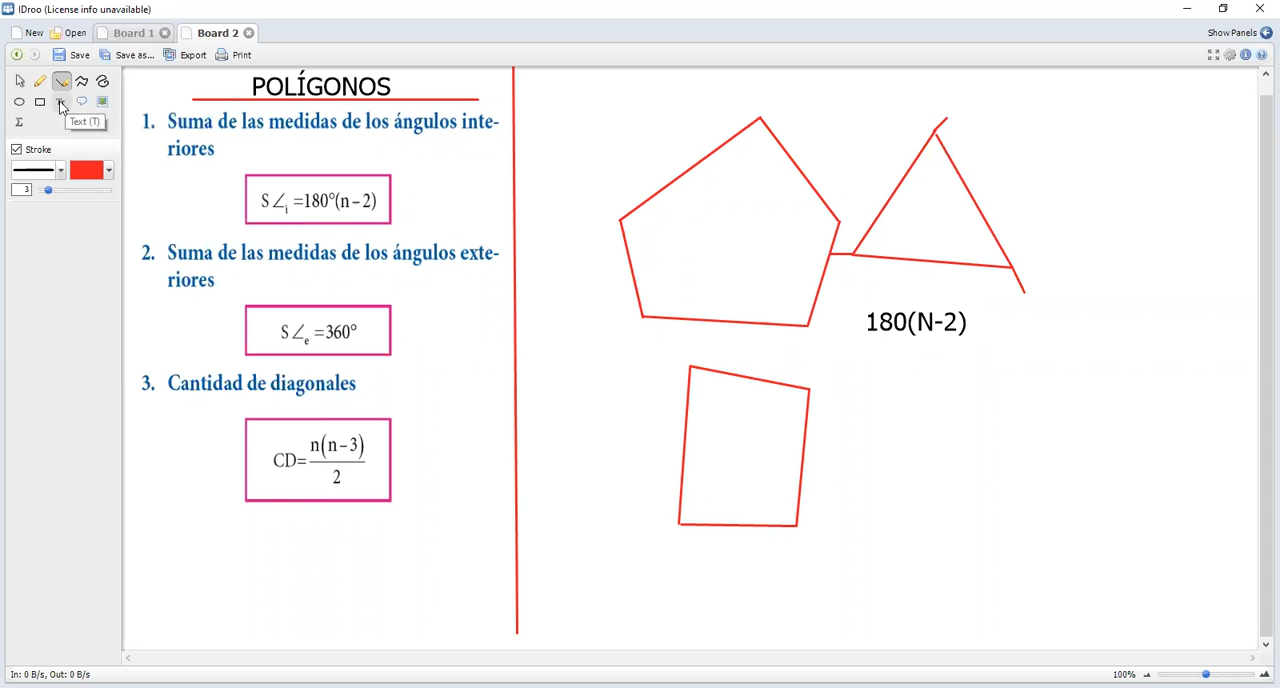 IDroo (License info unavailable)
New Open Board 1 Board 2 Show Panels
Save Save as... Export Print
Text (T)
Stroke
3
POLÍGONOS
1. Suma de las medidas de los ángulos inte-
riores
S∠i =180°(n-2)
2. Suma de las medidas de los ángulos exte-
riores
S∠e =360°
3. Cantidad de diagonales
CD= n(n-3)
2
180(N-2)
In: 0 B/s, Out: 0 B/s 100%